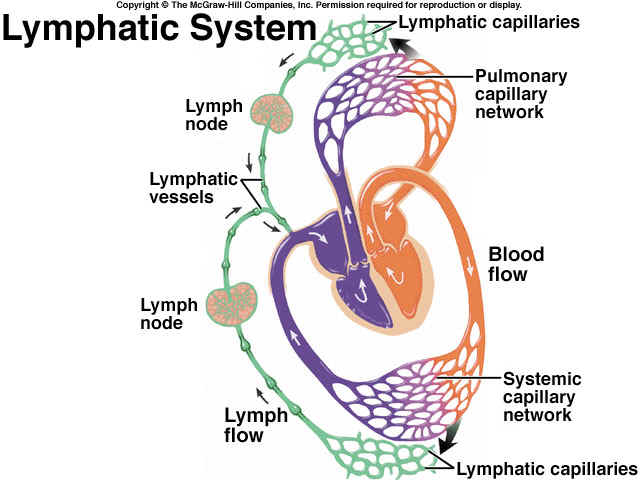 Copyright © The McGraw-Hill Companies, Inc. Permission required for reproduction or display.
Lymphatic System
Lymphatic capillaries
Pulmonary
capillary
network
Lymph
node
Lymphatic
vessels
Blood
flow
Lymph
node
Systemic
capillary
network
Lymph
flow
Lymphatic capillaries